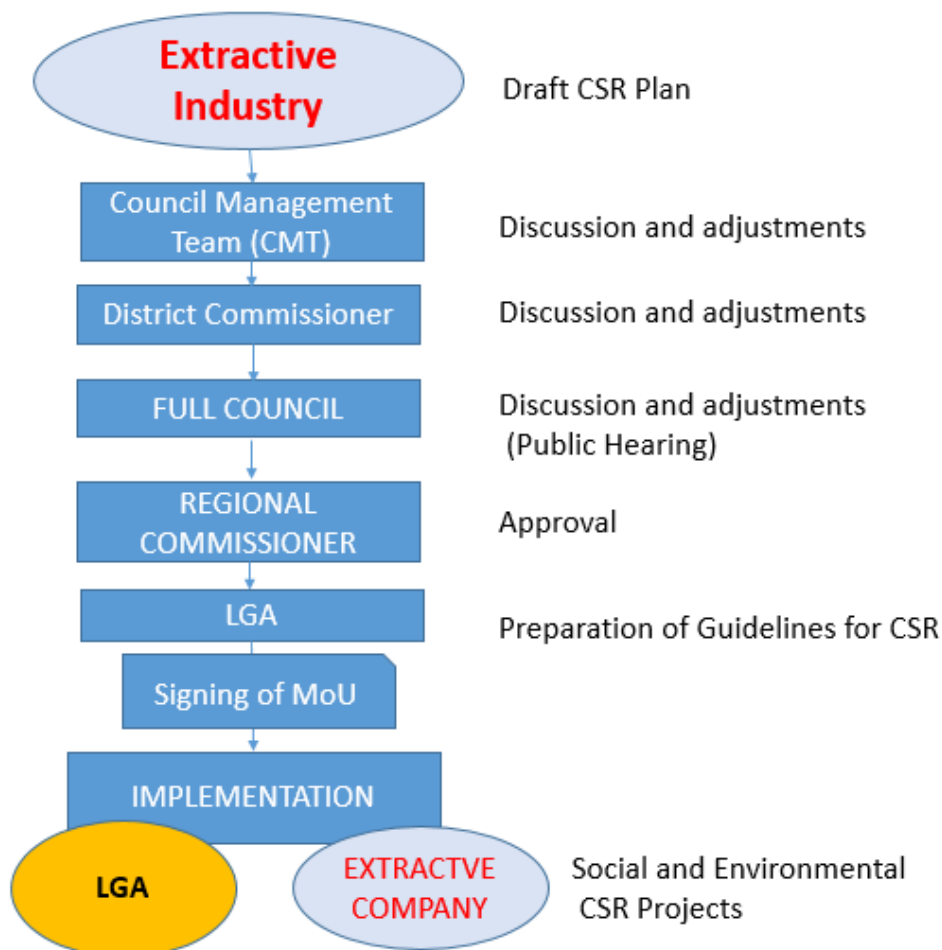 Extractive
Industry
Draft CSR Plan
Council Management
Team (CMT)
Discussion and adjustments
District Commissioner
Discussion and adjustments
FULL COUNCIL
Discussion and adjustments
(Public Hearing)
REGIONAL
COMMISSIONER
Approval
LGA
Preparation of Guidelines for CSR
Signing of MoU
IMPLEMENTATION
LGA
EXTRACTVE
COMPANY
Social and Environmental
CSR Projects